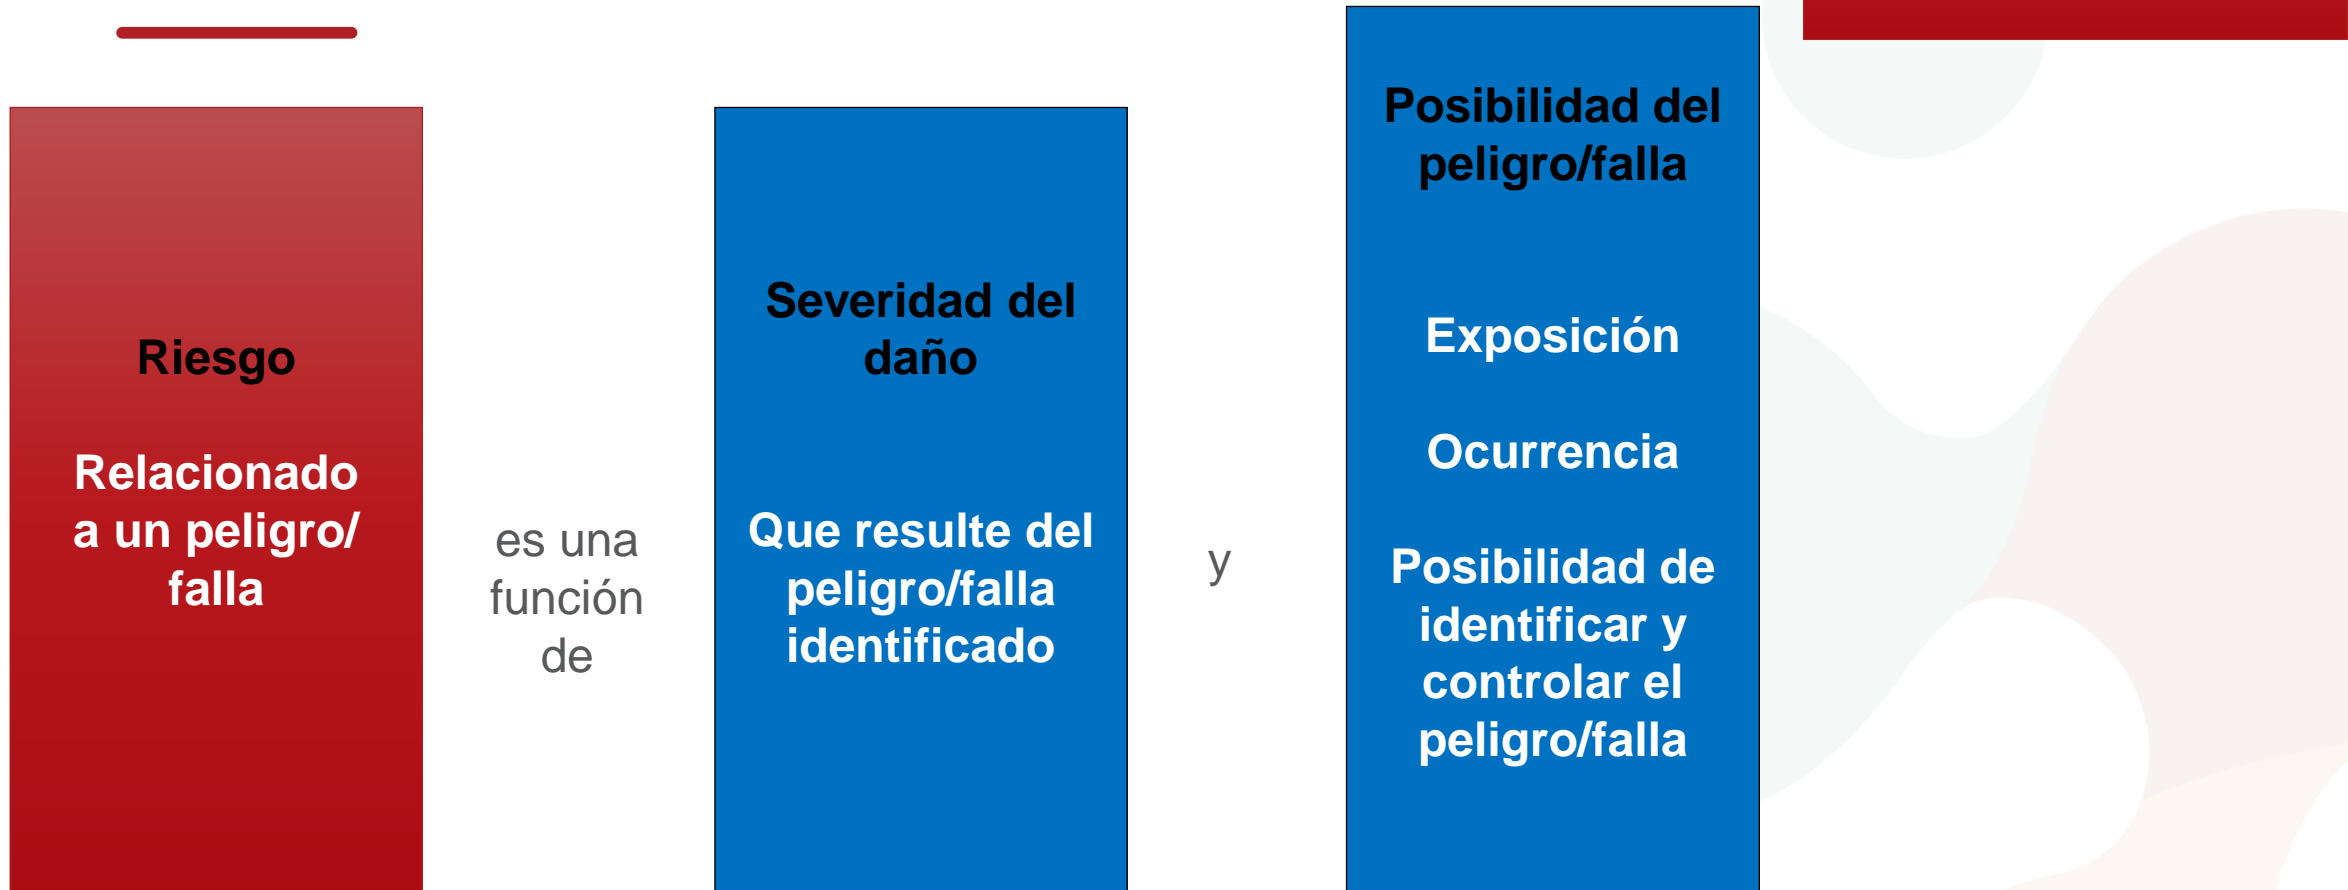 Riesgo
Relacionado
a un peligro/
falla
es una
función
de
Severidad del
daño
Que resulte del
peligro/falla
identificado
y
Posibilidad del
peligro/falla
Exposición
Ocurrencia
Posibilidad de
identificar y
controlar el
peligro/falla